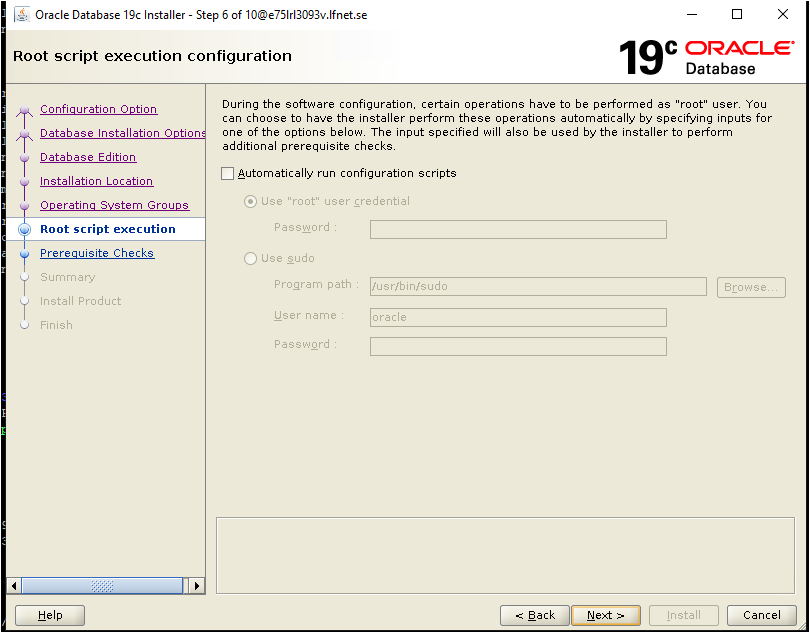 Oracle Database 19c Installer - Step 6 of 10@e75lrl3093v.lfnet.se
Root script execution configuration
19c ORACLE®
Database
Configuration Option
Database Installation Options
Database Edition
Installation Location
Operating System Groups
Root script execution
Prerequisite Checks
Summary
Install Product
Finish
During the software configuration, certain operations have to be performed as "root" user. You
can choose to have the installer perform these operations automatically by specifying inputs for
one of the options below. The input specified will also be used by the installer to perform
additional prerequisite checks.
Automatically run configuration scripts
Use "root" user credential
Password :
Use sudo
Program path : /usr/bin/sudo Browse...
User name : oracle
Password :
Help < Back Next > Install Cancel